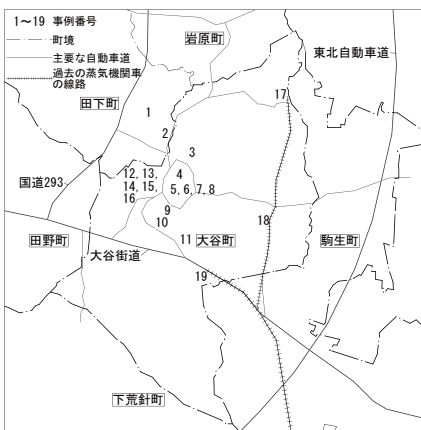 1～19 事例番号
町境
主要な自動車道
過去の蒸気機関車
の線路
岩原町
東北自動車道
田下町
17
1
2
3
12, 13,
14, 15,
16
4
5, 6, 7, 8
国道293
9
10
18
田野町
11
大谷町
駒生町
大谷街道
19
下荒針町